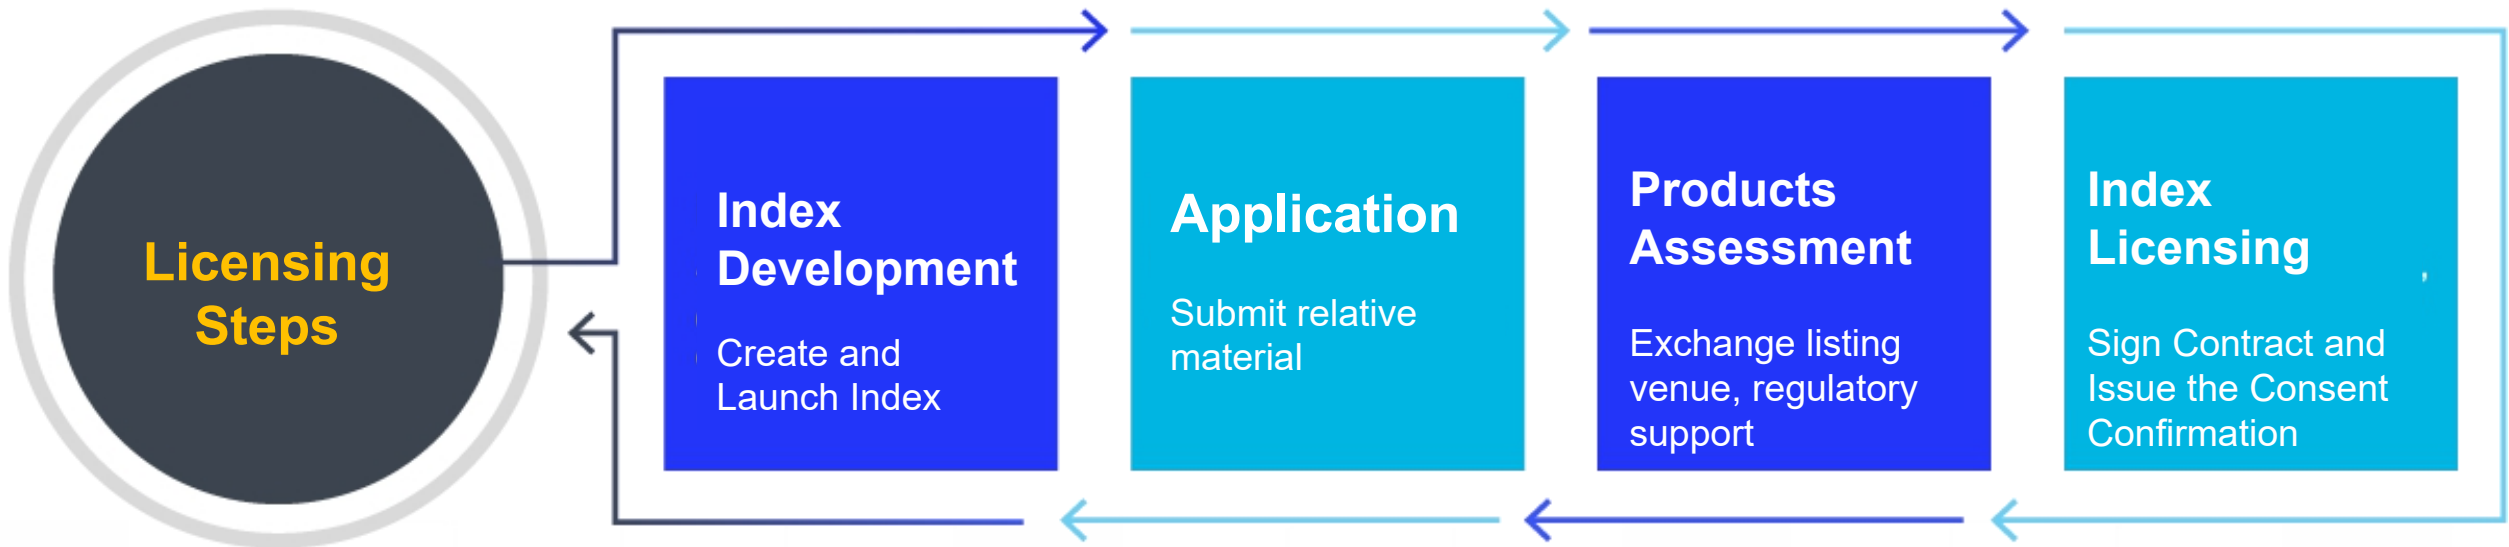 Licensing
Steps
Index
Development
Create and
Launch Index
Application
Submit relative
material
Products
Assessment
Exchange listing
venue, regulatory
support
Index
Licensing
Sign Contract and
Issue the Consent
Confirmation